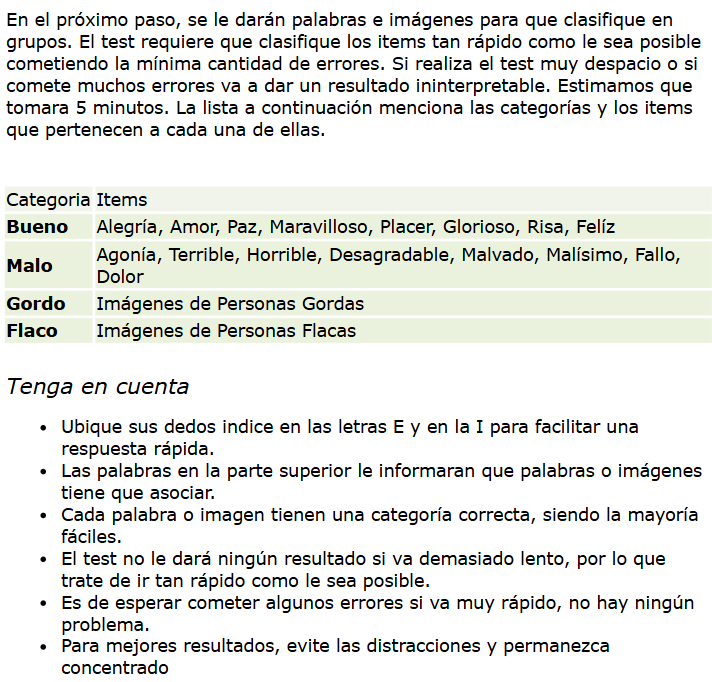 En el próximo paso, se le darán palabras e imágenes para que clasifique en
grupos. El test requiere que clasifique los items tan rápido como le sea posible
cometiendo la mínima cantidad de errores. Si realiza el test muy despacio o si
comete muchos errores va a dar un resultado ininterpretable. Estimamos que
tomara 5 minutos. La lista a continuación menciona las categorías y los items
que pertenecen a cada una de ellas.
Categoria Items
Bueno Alegría, Amor, Paz, Maravilloso, Placer, Glorioso, Risa, Felíz
Malo Agonía, Terrible, Horrible, Desagradable, Malvado, Malísimo, Fallo,
Dolor
Gordo Imágenes de Personas Gordas
Flaco Imágenes de Personas Flacas
Tenga en cuenta
• Ubique sus dedos indice en las letras E y en la I para facilitar una
respuesta rápida.
• Las palabras en la parte superior le informaran que palabras o imágenes
tiene que asociar.
• Cada palabra o imagen tienen una categoría correcta, siendo la mayoría
fáciles.
• El test no le dará ningún resultado si va demasiado lento, por lo que
trate de ir tan rápido como le sea posible.
• Es de esperar cometer algunos errores si va muy rápido, no hay ningún
problema.
• Para mejores resultados, evite las distracciones y permanezca
concentrado